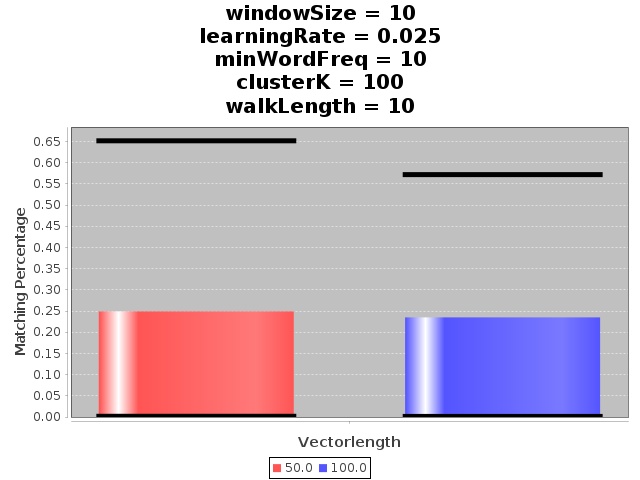 windowSize = 10
learningRate = 0.025
minWordFreq = 10
clusterK = 100
walkLength = 10
Matching Percentage
0.65
0.60
0.55
0.50
0.45
0.40
0.35
0.30
0.25
0.20
0.15
0.10
0.05
0.00
Vectorlength
50.0 100.0